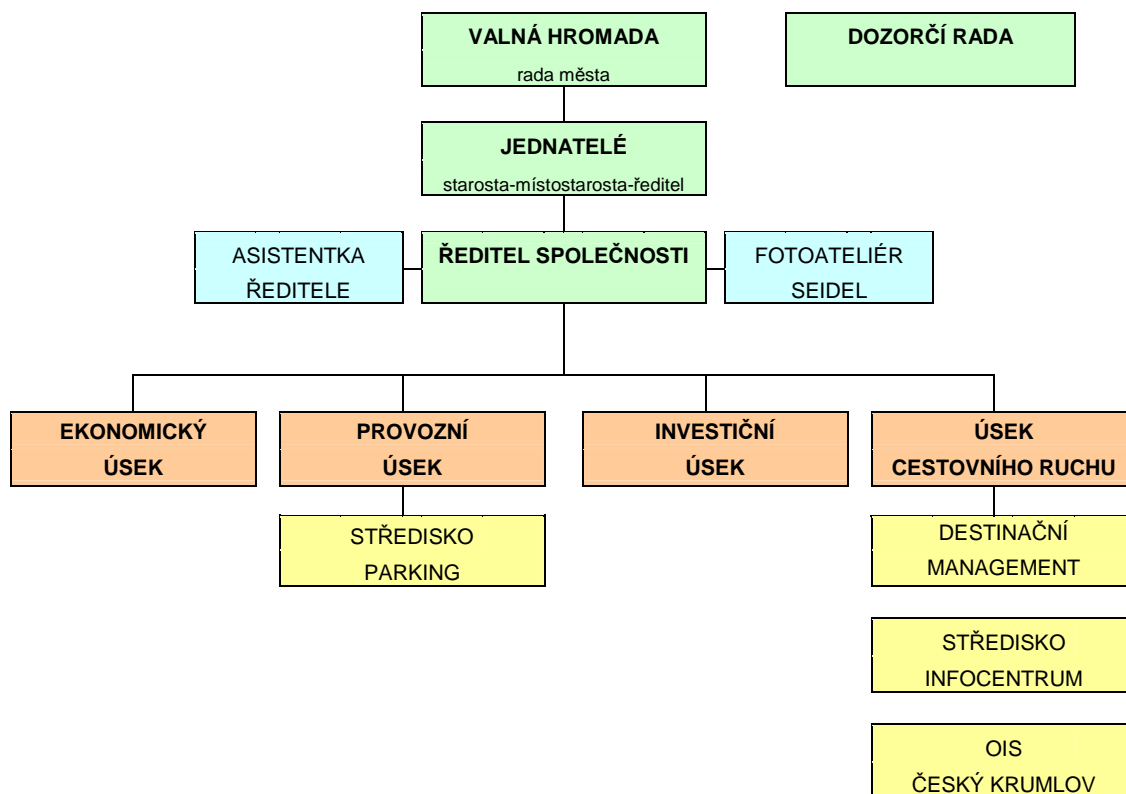 VALNÁ HROMADA
rada města
DOZORČÍ RADA
JEDNATELÉ
starosta-místostarosta-ředitel
ASISTENTKA
ŘEDITELE
ŘEDITEL SPOLEČNOSTI
FOTOATELIÉR
SEIDEL
EKONOMICKÝ
ÚSEK
PROVOZNÍ
ÚSEK
INVESTIČNÍ
ÚSEK
ÚSEK
CESTOVNÍHO RUCHU
STŘEDISKO
PARKING
DESTINAČNÍ
MANAGEMENT
STŘEDISKO
INFOCENTRUM
OIS
ČESKÝ KRUMLOV